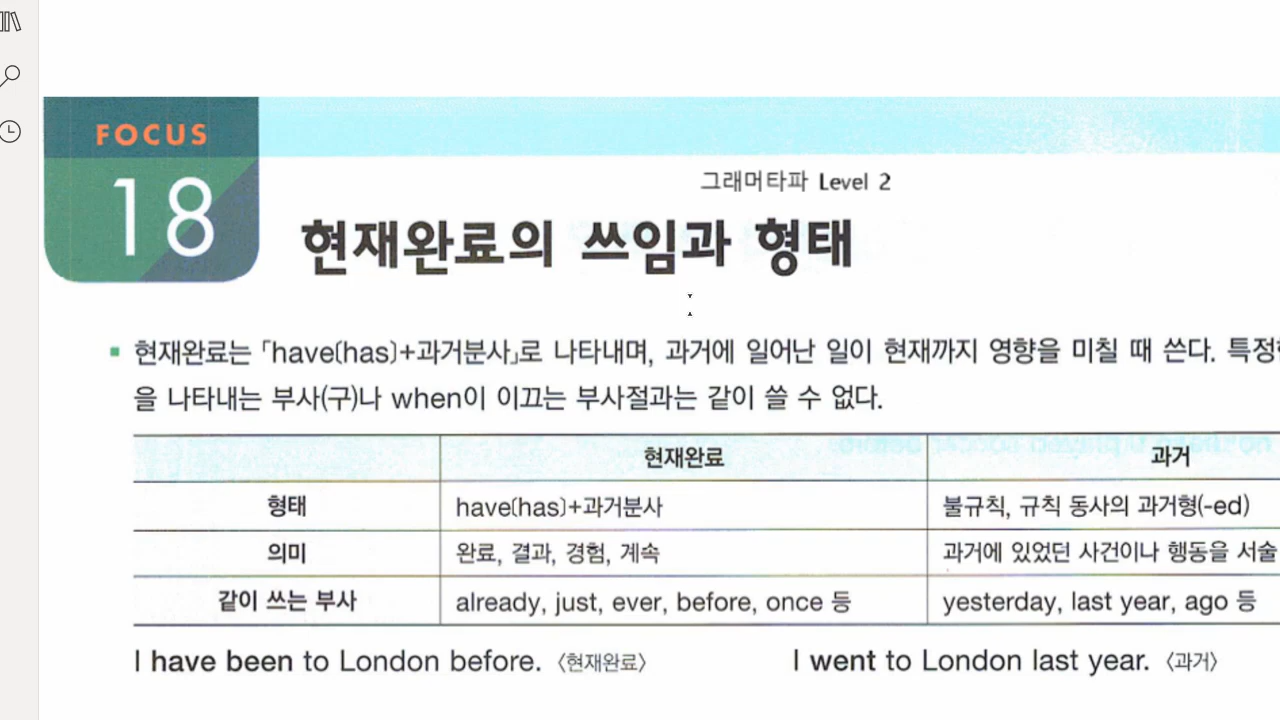 FOCUS
18
그래머타파 Level 2
현재완료의 쓰임과 형태
현재완료는 「have(has)+과거분사」로 나타내며, 과거에 일어난 일이 현재까지 영향을 미칠 때 쓴다.
을 나타내는 부사(구)나 when이 이끄는 부사절과는 같이 쓸 수 없다.
현재완료 과거
형태 have(has)+과거분사 불규칙, 규칙 동사의 과거형(-ed)
의미 완료, 결과, 경험, 계속 과거에 있었던 사건이나 행동을 서술
같이 쓰는 부사 already, just, ever, before, once 등 yesterday, last year, ago 등
I have been to London before. 〈현재완료〉 I went to London last year. 〈과거〉